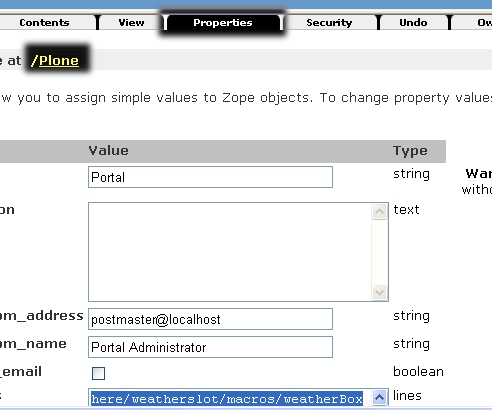 Contents View Properties Security Undo Ow
e at /Plone
w you to assign simple values to Zope objects. To change property values
Value Type
Portal string War
witho
on text
om_address postmaster@localhost string
om_name Portal Administrator string
_email boolean
s here/weatherslot/macros/weatherBox lines